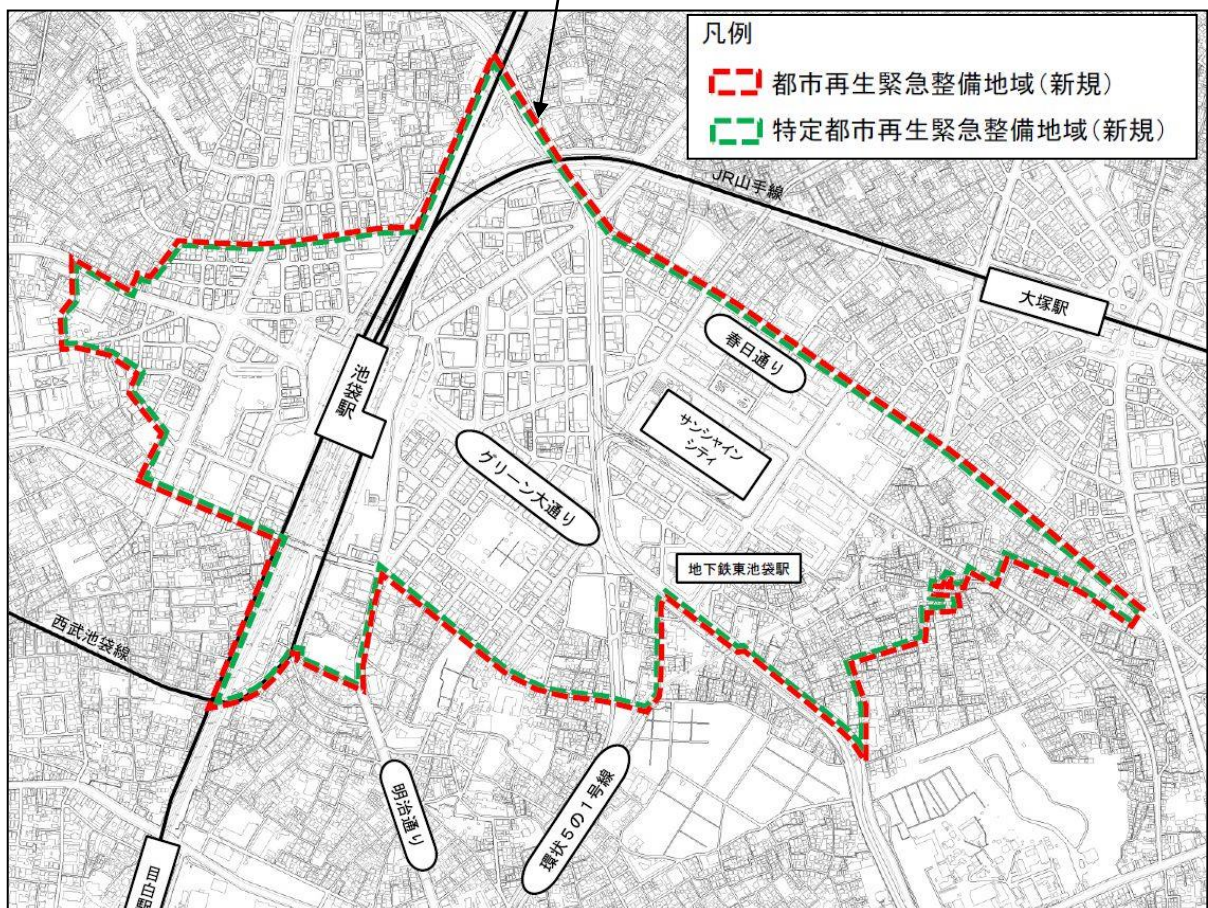 凡例
都市再生緊急整備地域(新規)
特定都市再生緊急整備地域(新規)
JR山手線
大塚駅
春日通り
池袋駅
サンシャイン
シティ
グリーン大通り
地下鉄東池袋駅
西武池袋線
明治通り
環状5の1号線
目白駅